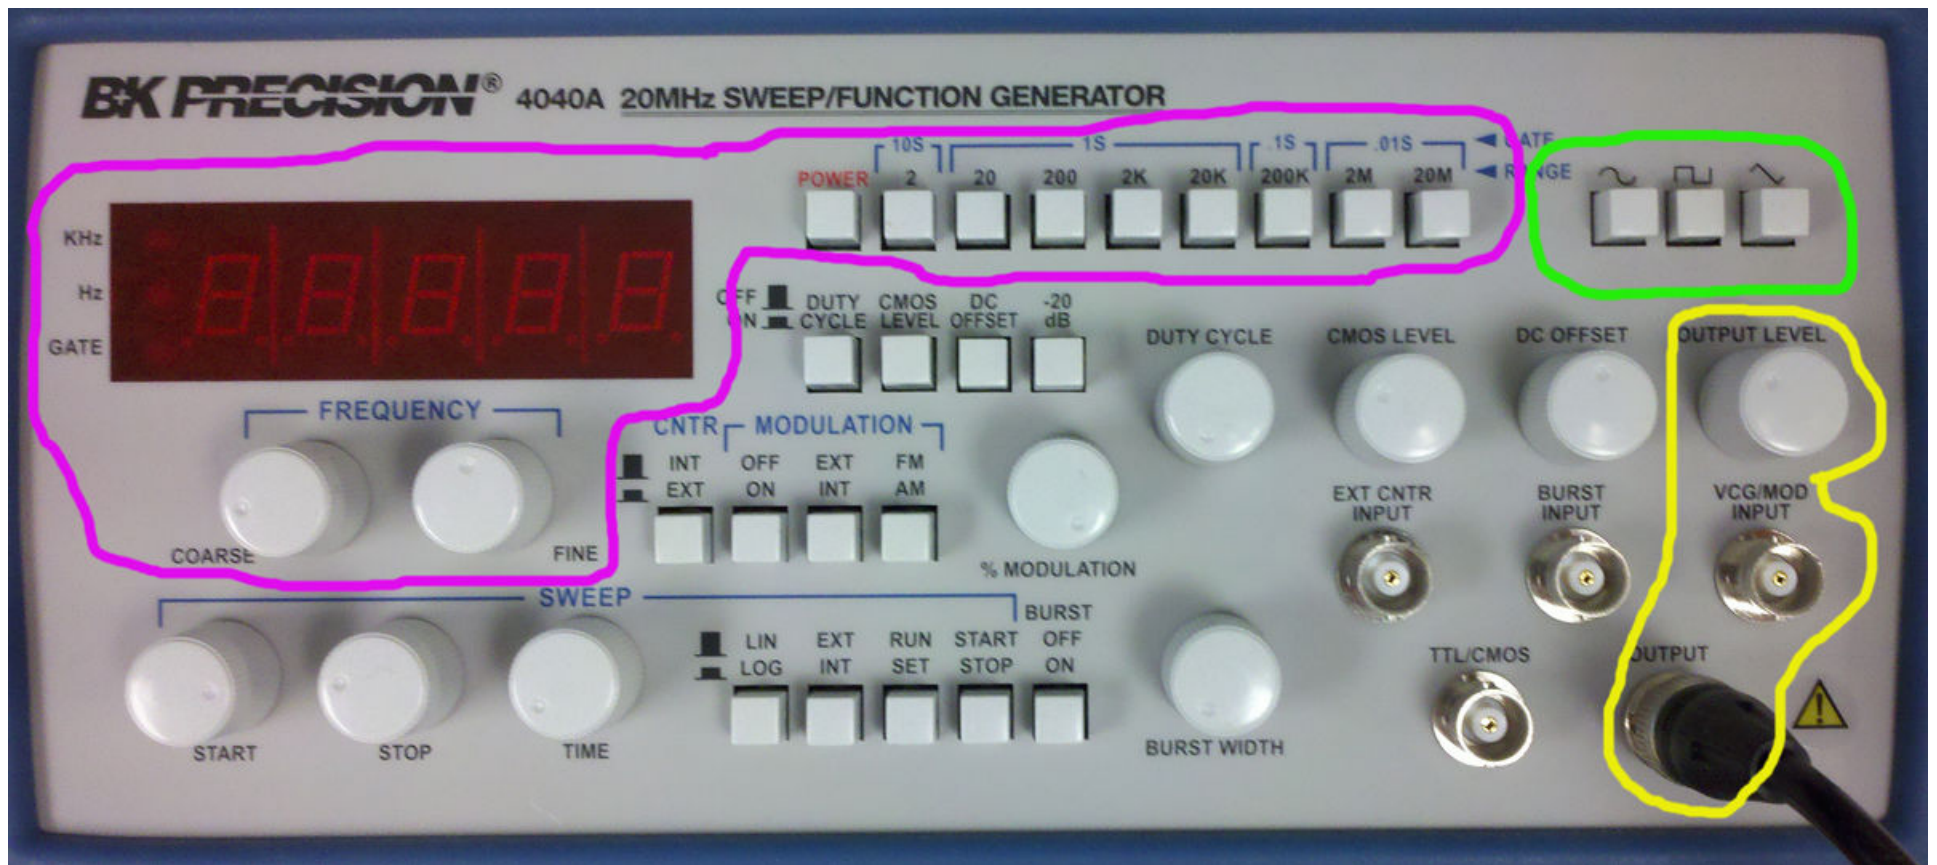 BK PRECISION® 4040A 20MHz SWEEP/FUNCTION GENERATOR
10S 1S .1S .01S GATE
POWER 2 20 200 2K 20K 200K 2M 20M RANGE
KHz
Hz
GATE
OFF DUTY CMOS DC -20
ON CYCLE LEVEL OFFSET dB
DUTY CYCLE CMOS LEVEL DC OFFSET OUTPUT LEVEL
FREQUENCY
COARSE FINE
CNTR MODULATION
INT OFF EXT FM
EXT ON INT AM
% MODULATION
EXT CNTR BURST VCG/MOD
INPUT INPUT INPUT
SWEEP
BURST
LIN EXT RUN START OFF
LOG INT SET STOP ON
START STOP TIME
BURST WIDTH
TTL/CMOS OUTPUT